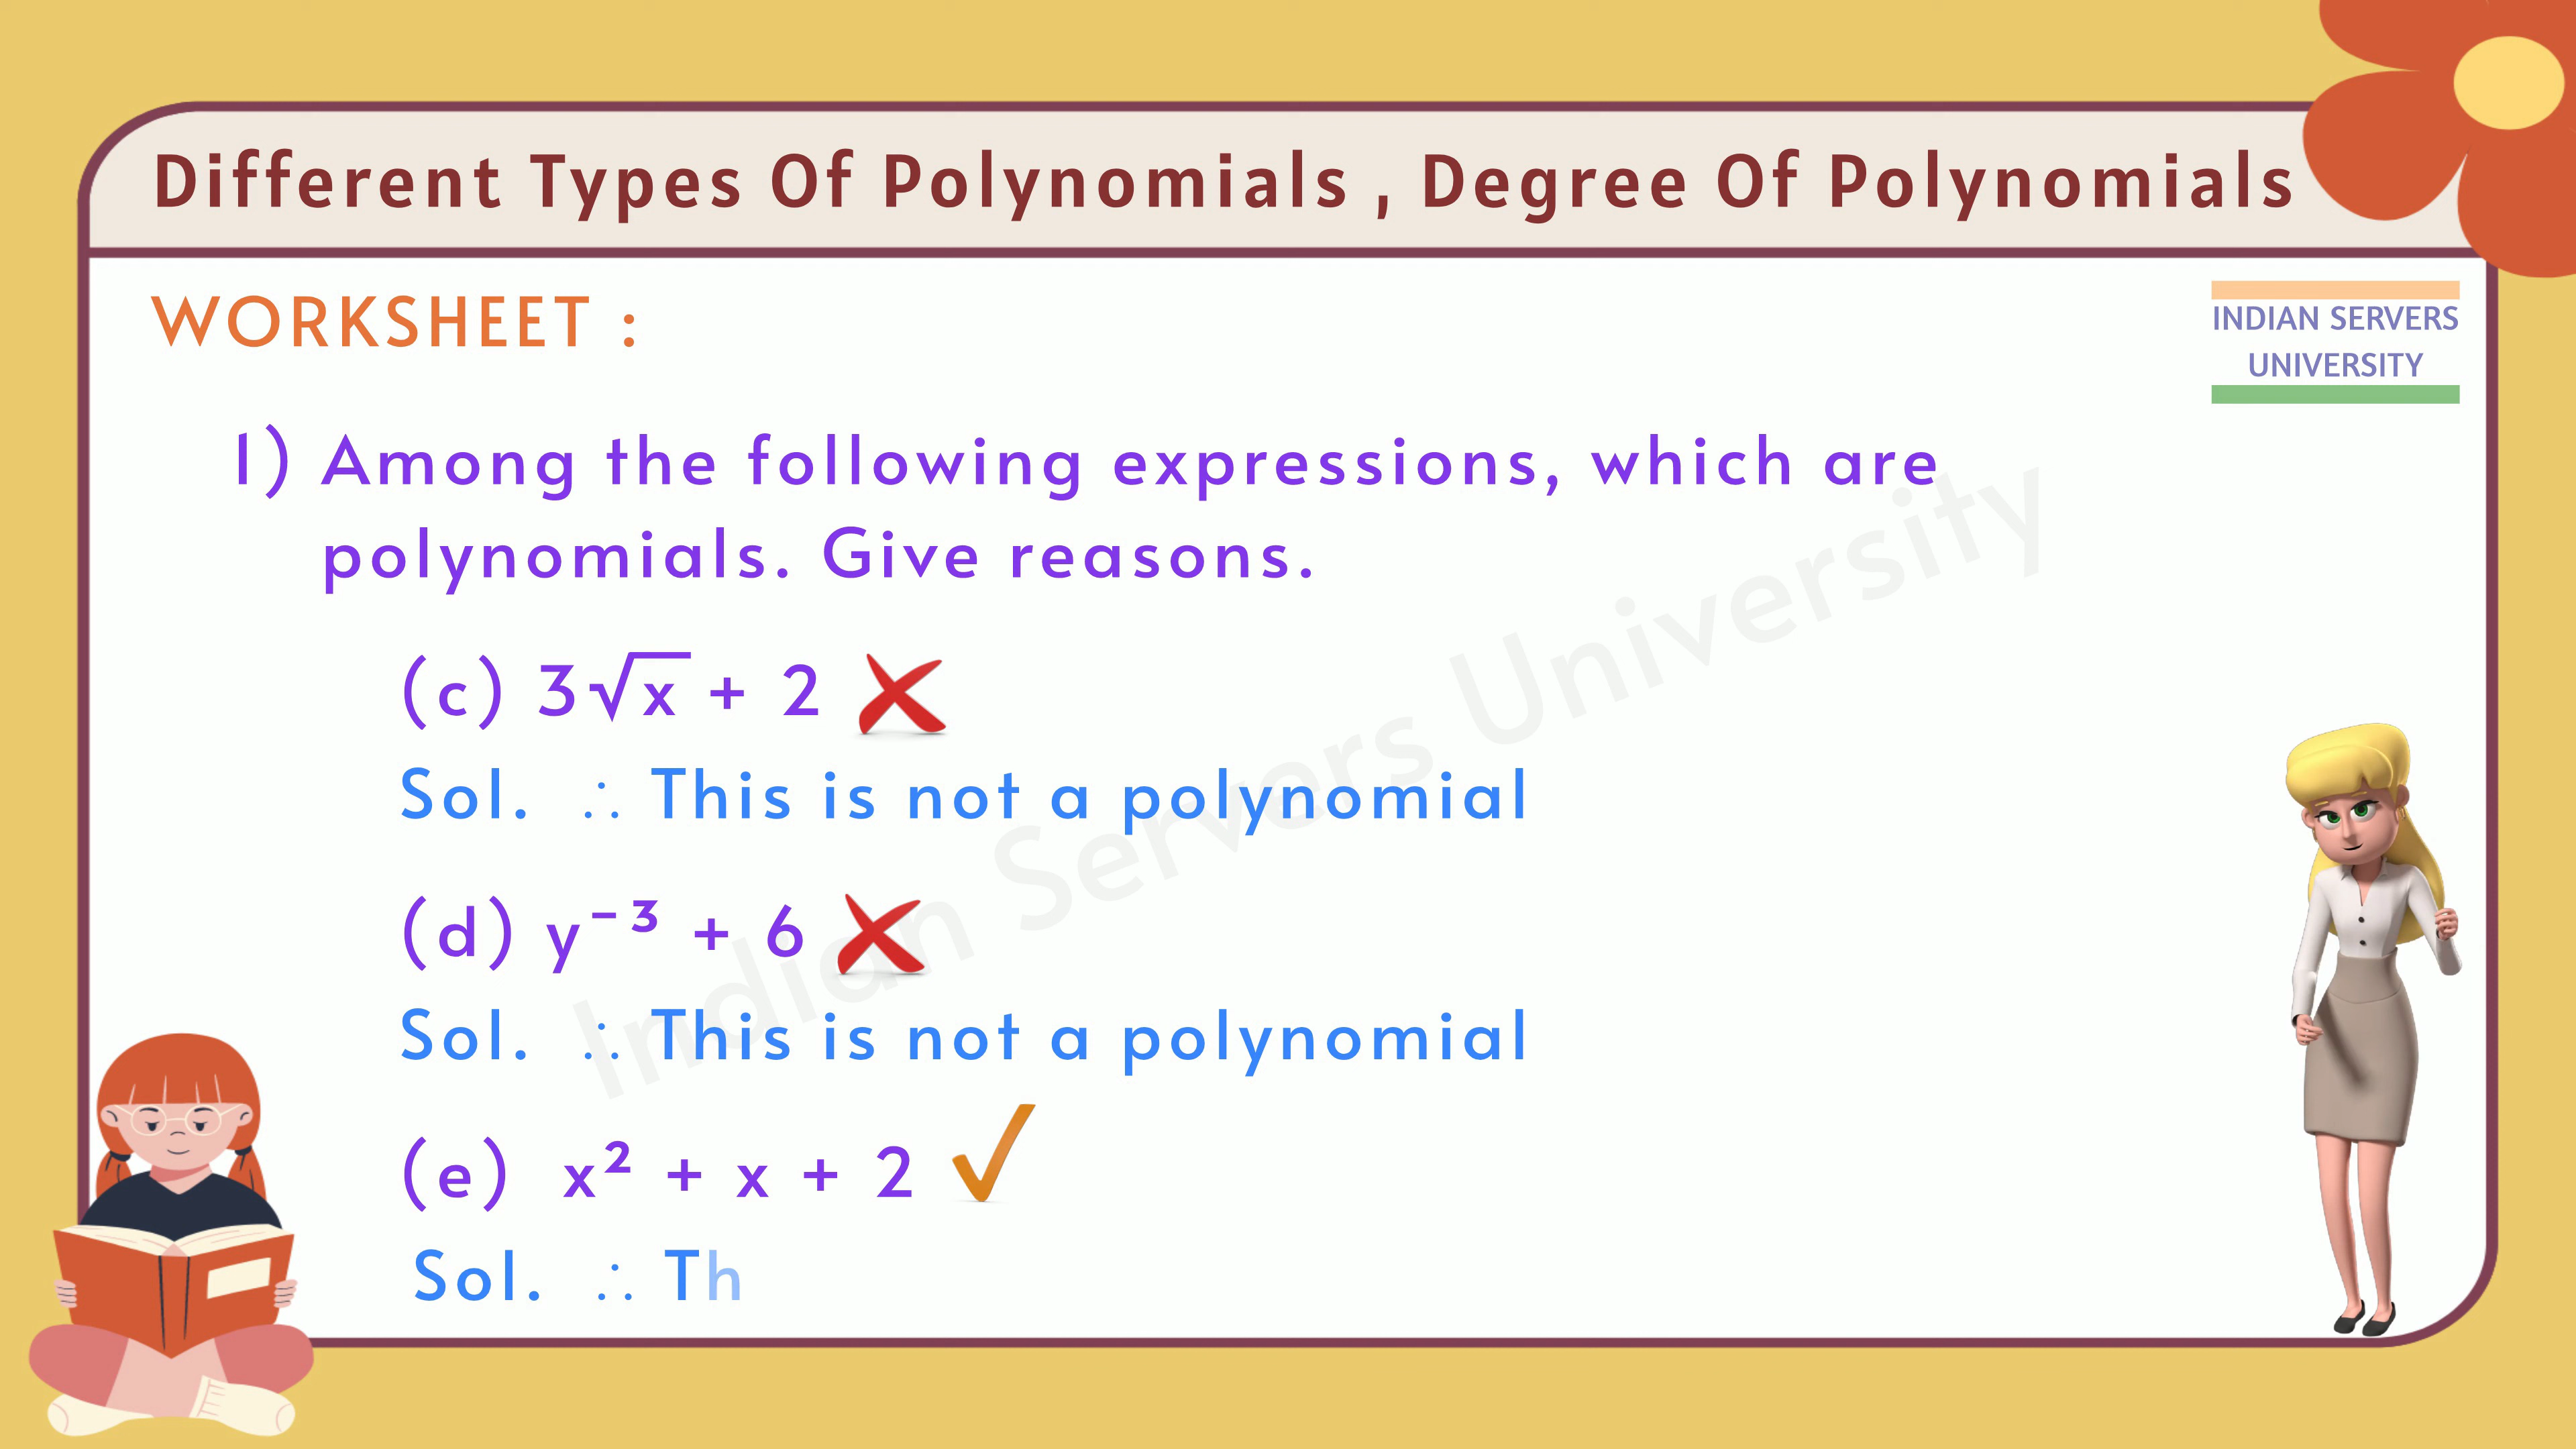 Different Types Of Polynomials , Degree Of Polynomials
WORKSHEET :
INDIAN SERVERS
UNIVERSITY
1) Among the following expressions, which are
polynomials. Give reasons.
(c) 3√x + 2
Sol. ∴ This is not a polynomial
(d) y⁻³ + 6
Sol. ∴ This is not a polynomial
(e) x² + x + 2
Sol. ∴ Th
Indian Servers University